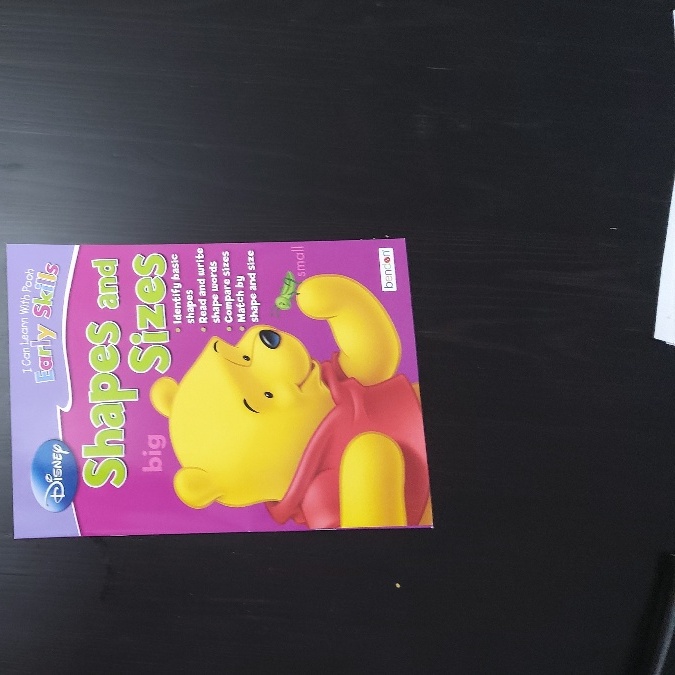 I Can Learn With Pooh
Early Skills
Disney
Shapes and
Sizes
• Identify basic
shapes
• Read and write
shape words
• Compare sizes
• Match by
shape and size
big
small
bendon